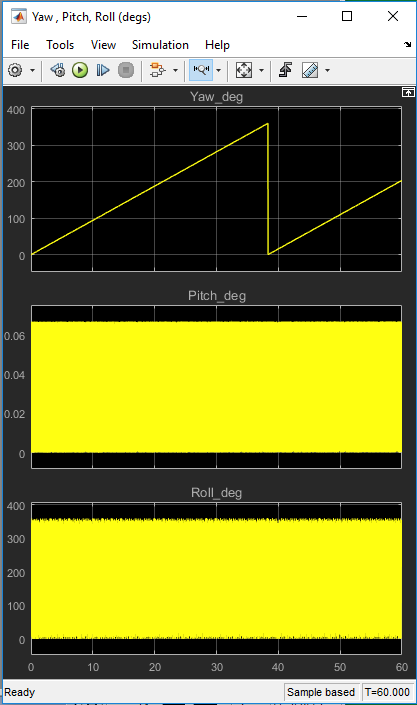 Yaw , Pitch, Roll (degs)
File Tools View Simulation Help
Yaw_deg
400
300
200
100
0
Pitch_deg
0.06
0.04
0.02
0
Roll_deg
400
300
200
100
0
0 10 20 30 40 50 60
Ready Sample based T=60.000